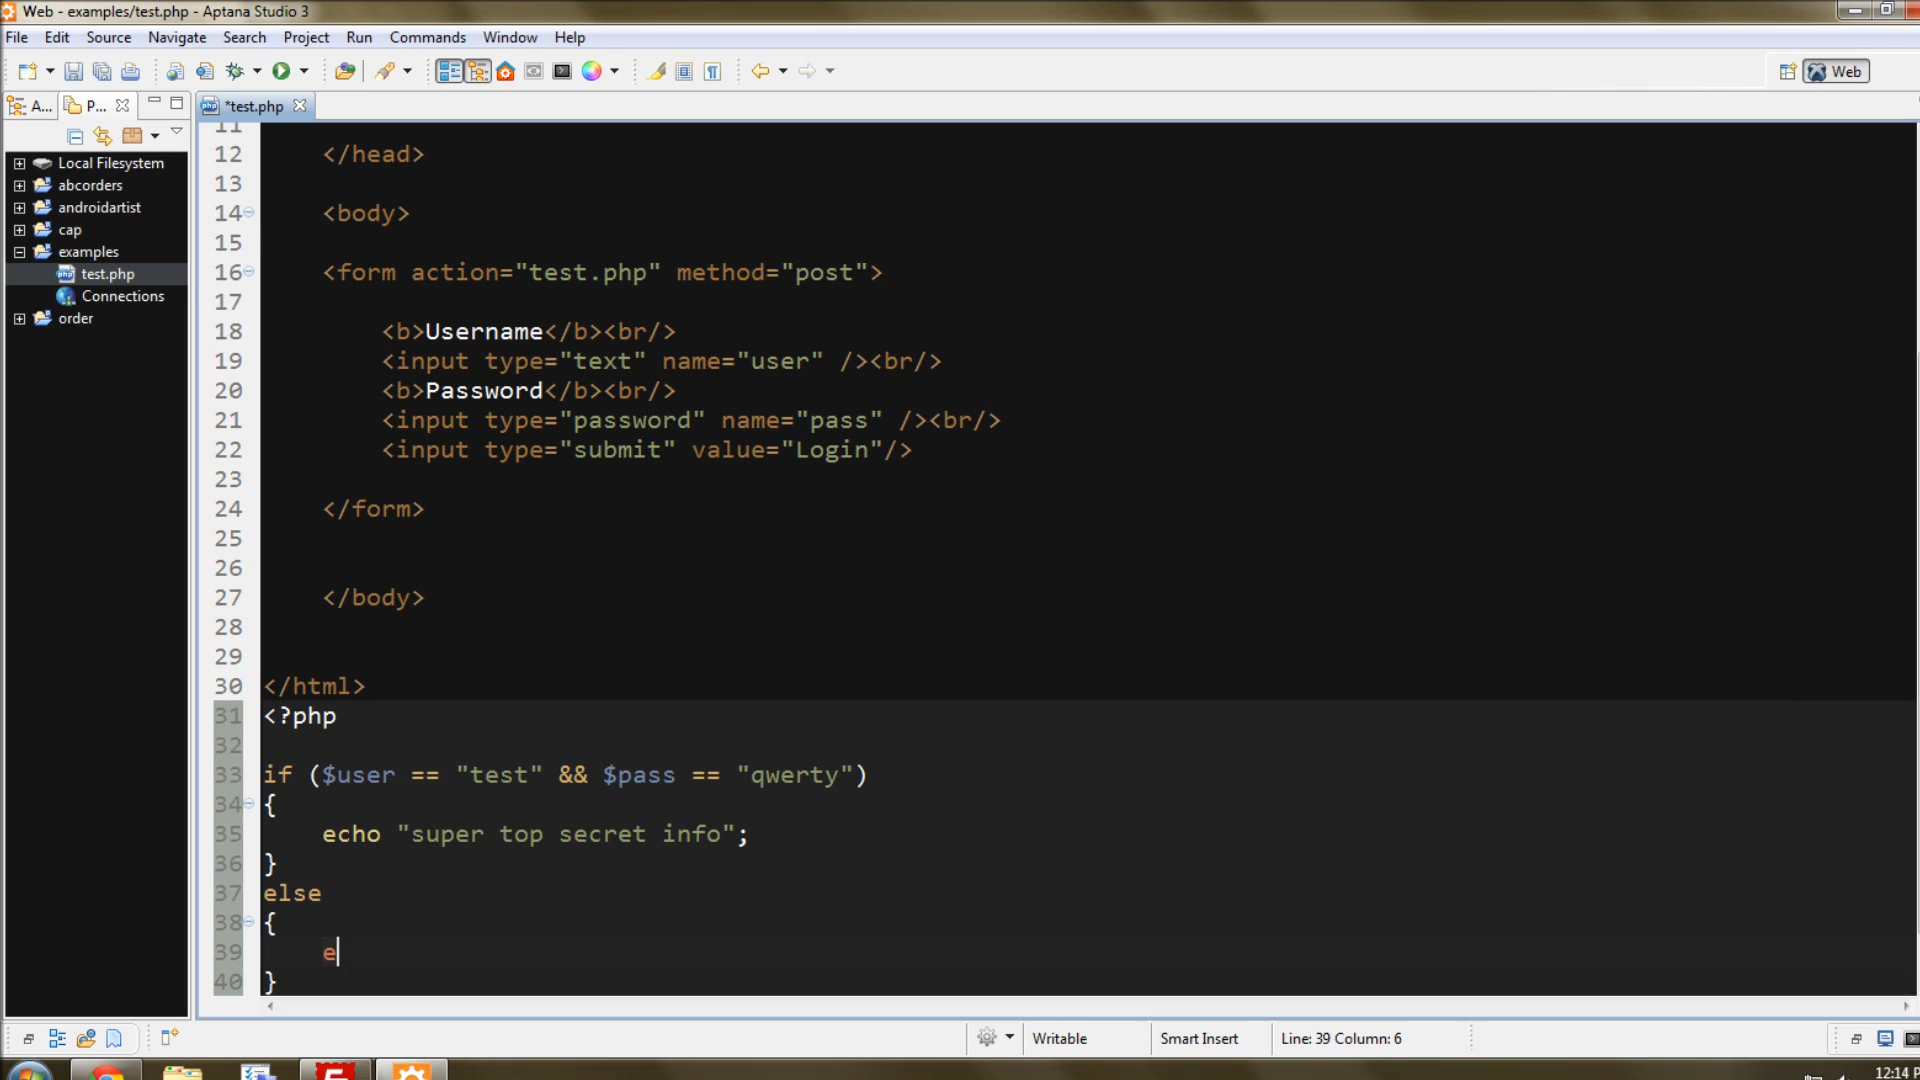 Web - examples/test.php - Aptana Studio 3
File Edit Source Navigate Search Project Run Commands Window Help
Web
A... P... *test.php
Local Filesystem
abcorders
androidartist
cap
examples
test.php
Connections
order
11
12 </head>
13
14 <body>
15
16 <form action="test.php" method="post">
17
18 <b>Username</b><br/>
19 <input type="text" name="user" /><br/>
20 <b>Password</b><br/>
21 <input type="password" name="pass" /><br/>
22 <input type="submit" value="Login"/>
23
24 </form>
25
26
27 </body>
28
29
30 </html>
31 <?php
32
33 if ($user == "test" && $pass == "qwerty")
34 {
35 echo "super top secret info";
36 }
37 else
38 {
39 e
40 }
Writable Smart Insert Line: 39 Column: 6
12:14 P